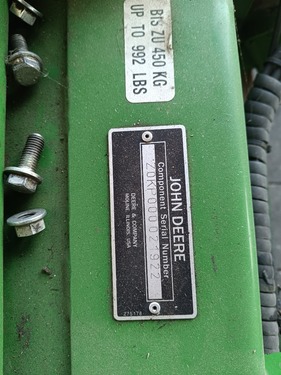 BIS ZU 450 KG
UP TO 992 LBS
JOHN DEERE
Component Serial Number
DEERE & COMPANY
MOLINE, ILLINOIS, USA